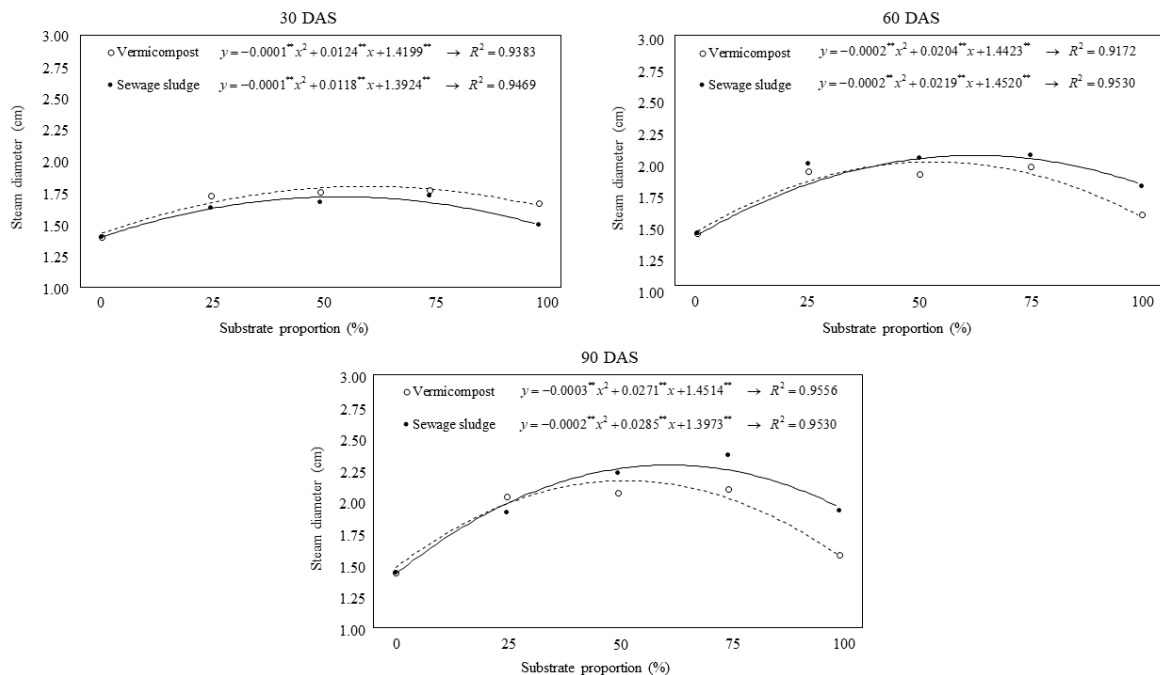 30 DAS
3.00
2.75
2.50
2.25
2.00
1.75
1.50
1.25
1.00
Steam diameter (cm)
Vermicompost y = −0.0001**x² + 0.0124**x + 1.4199** → R² = 0.9383
Sewage sludge y = −0.0001**x² + 0.0118**x + 1.3924** → R² = 0.9469
0 25 50 75 100
Substrate proportion (%)
60 DAS
3.00
2.75
2.50
2.25
2.00
1.75
1.50
1.25
1.00
Steam diameter (cm)
Vermicompost y = −0.0002**x² + 0.0204**x + 1.4423** → R² = 0.9172
Sewage sludge y = −0.0002**x² + 0.0219**x + 1.4520** → R² = 0.9530
0 25 50 75 100
Substrate proportion (%)
90 DAS
3.00
2.75
2.50
2.25
2.00
1.75
1.50
1.25
1.00
Steam diameter (cm)
Vermicompost y = −0.0003**x² + 0.0271**x + 1.4514** → R² = 0.9556
Sewage sludge y = −0.0002**x² + 0.0285**x + 1.3973** → R² = 0.9530
0 25 50 75 100
Substrate proportion (%)